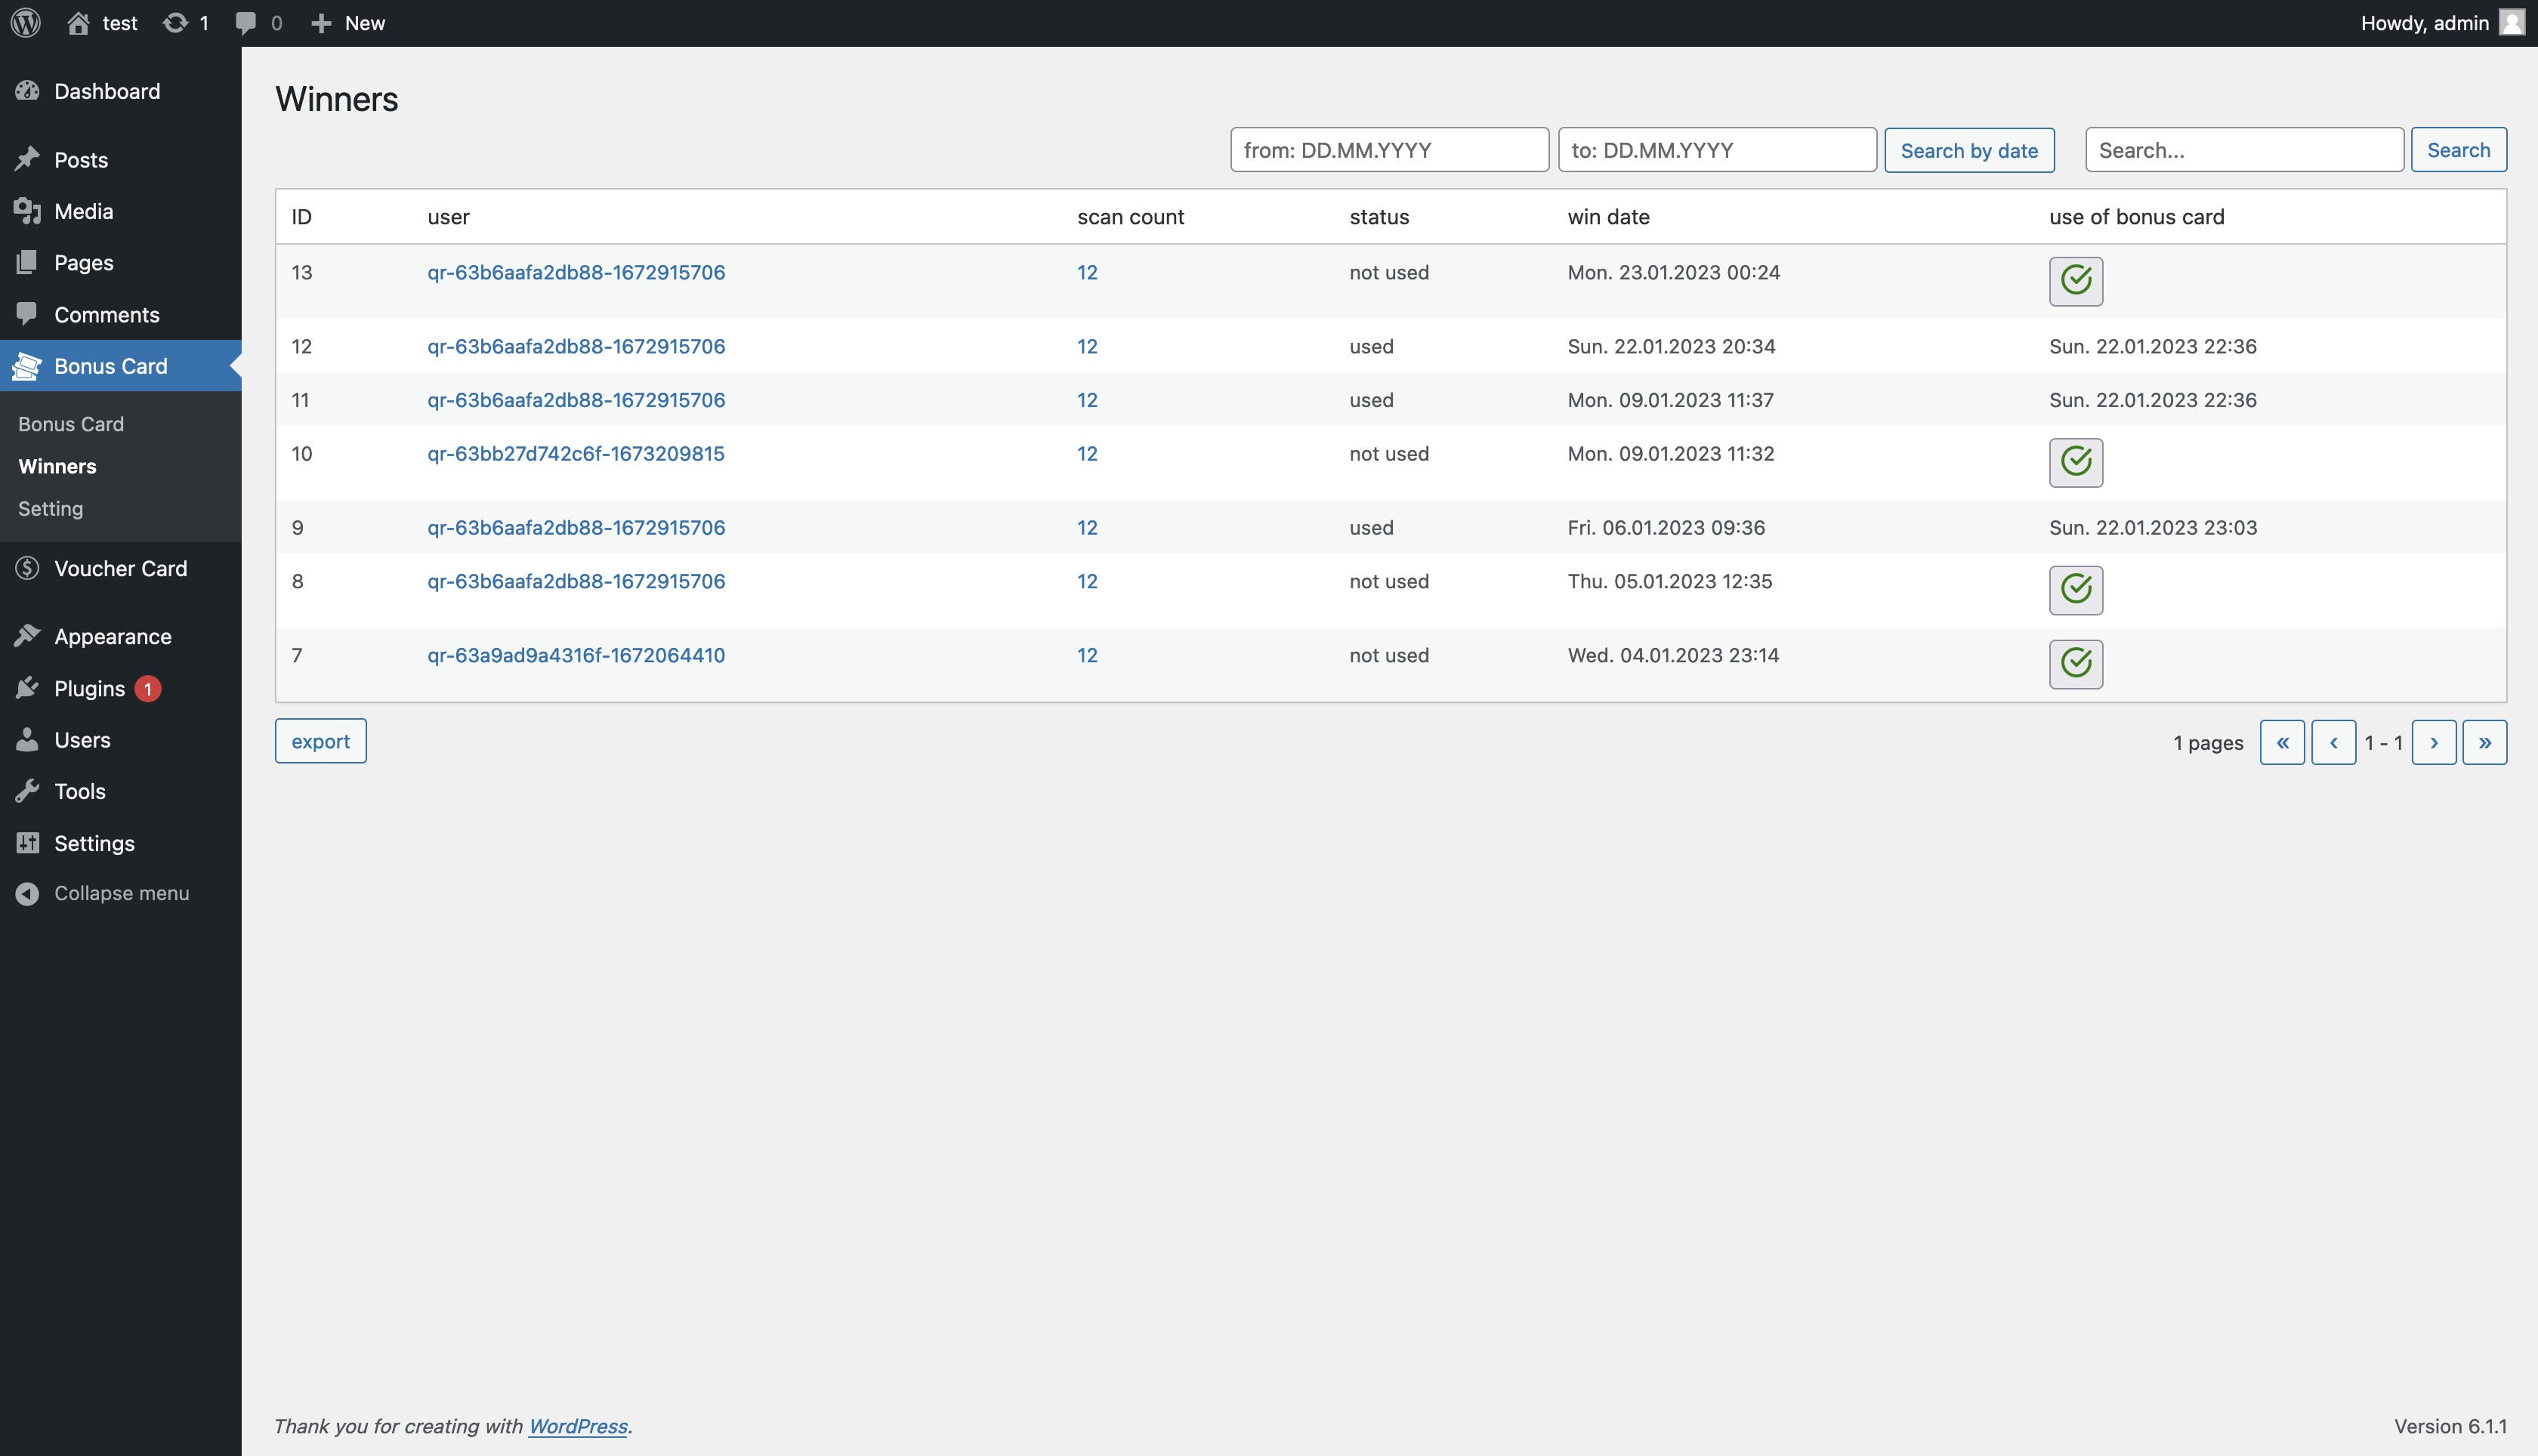 test 1 0 New Howdy, admin
Dashboard
Posts
Media
Pages
Comments
Bonus Card
Bonus Card
Winners
Setting
Voucher Card
Appearance
Plugins 1
Users
Tools
Settings
Collapse menu
Winners
from: DD.MM.YYYY to: DD.MM.YYYY Search by date Search... Search
ID user scan count status win date use of bonus card
13 qr-63b6aafa2db88-1672915706 12 not used Mon. 23.01.2023 00:24
12 qr-63b6aafa2db88-1672915706 12 used Sun. 22.01.2023 20:34 Sun. 22.01.2023 22:36
11 qr-63b6aafa2db88-1672915706 12 used Mon. 09.01.2023 11:37 Sun. 22.01.2023 22:36
10 qr-63bb27d742c6f-1673209815 12 not used Mon. 09.01.2023 11:32
9 qr-63b6aafa2db88-1672915706 12 used Fri. 06.01.2023 09:36 Sun. 22.01.2023 23:03
8 qr-63b6aafa2db88-1672915706 12 not used Thu. 05.01.2023 12:35
7 qr-63a9ad9a4316f-1672064410 12 not used Wed. 04.01.2023 23:14
export 1 pages « ‹ 1 - 1 › »
Thank you for creating with WordPress. Version 6.1.1